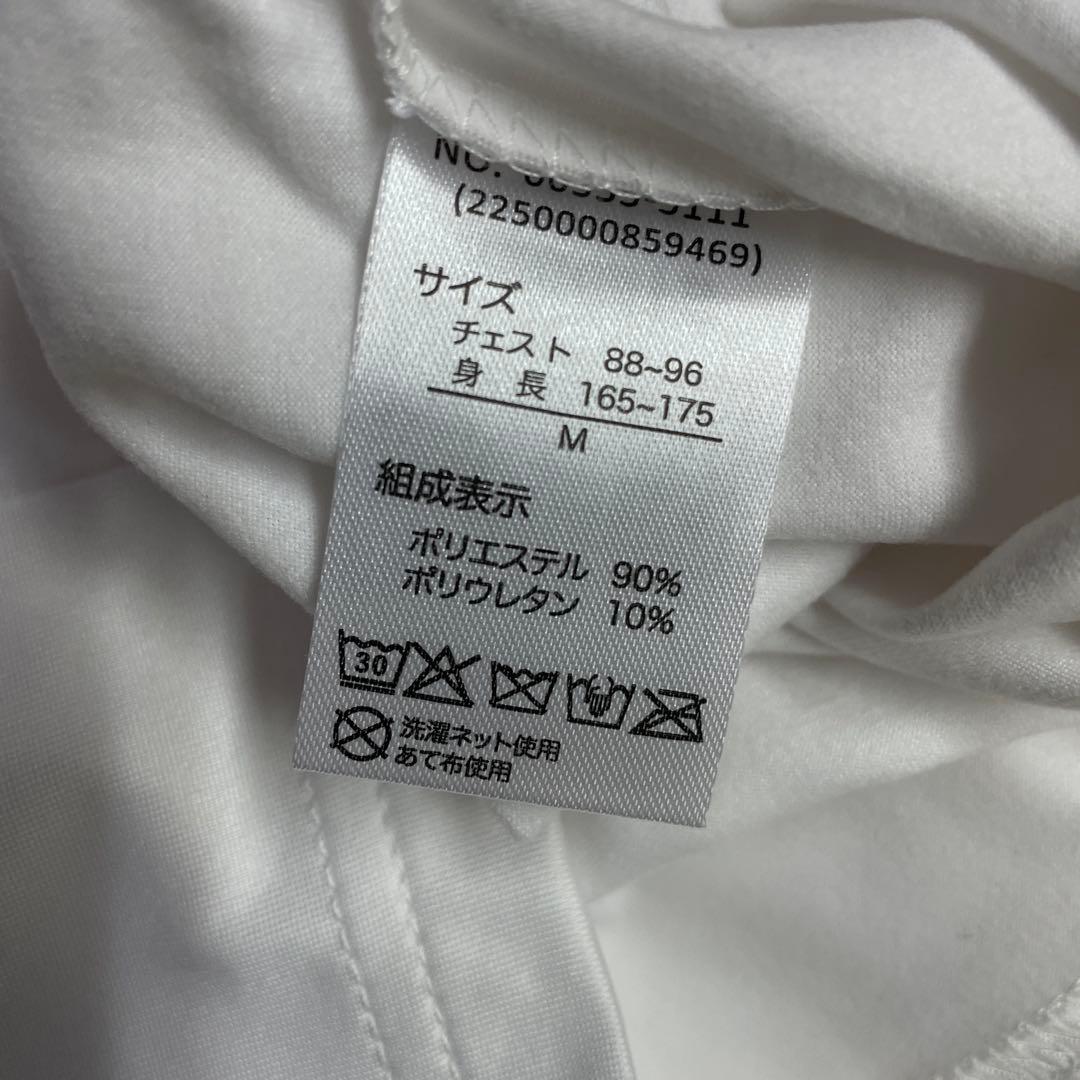 NO.
(2250000859469)
サイズ
チェスト 88~96
身長 165~175
M
組成表示
ポリエステル 90%
ポリウレタン 10%
30
洗濯ネット使用
あて布使用